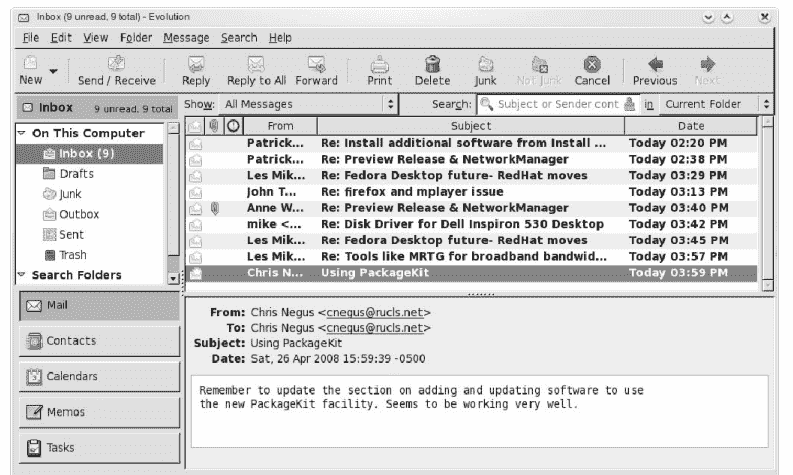 Inbox (9 unread, 9 total) - Evolution
File Edit View Folder Message Search Help
New Send / Receive Reply Reply to All Forward Print Delete Junk Not Junk Cancel Previous Next
Inbox 9 unread, 9 total Show: All Messages Search: Subject or Sender cont in Current Folder
On This Computer
Inbox (9)
Drafts
Junk
Outbox
Sent
Trash
Search Folders
From Subject Date
Patrick... Re: Install additional software from Install ... Today 02:20 PM
Patrick... Re: Preview Release & NetworkManager Today 02:38 PM
Les Mik... Re: Fedora Desktop future- RedHat moves Today 03:29 PM
John T... Re: firefox and mplayer issue Today 03:13 PM
Anne W... Re: Preview Release & NetworkManager Today 03:40 PM
mike <... Re: Disk Driver for Dell Inspiron 530 Desktop Today 03:42 PM
Les Mik... Re: Fedora Desktop future- RedHat moves Today 03:45 PM
Les Mik... Re: Tools like MRTG for broadband bandwid... Today 03:57 PM
Chris N... Using PackageKit Today 03:59 PM
Mail
Contacts
Calendars
Memos
Tasks
From: Chris Negus <cnegus@rucls.net>
To: Chris Negus <cnegus@rucls.net>
Subject: Using PackageKit
Date: Sat, 26 Apr 2008 15:59:39 -0500
Remember to update the section on adding and updating software to use
the new PackageKit facility. Seems to be working very well.